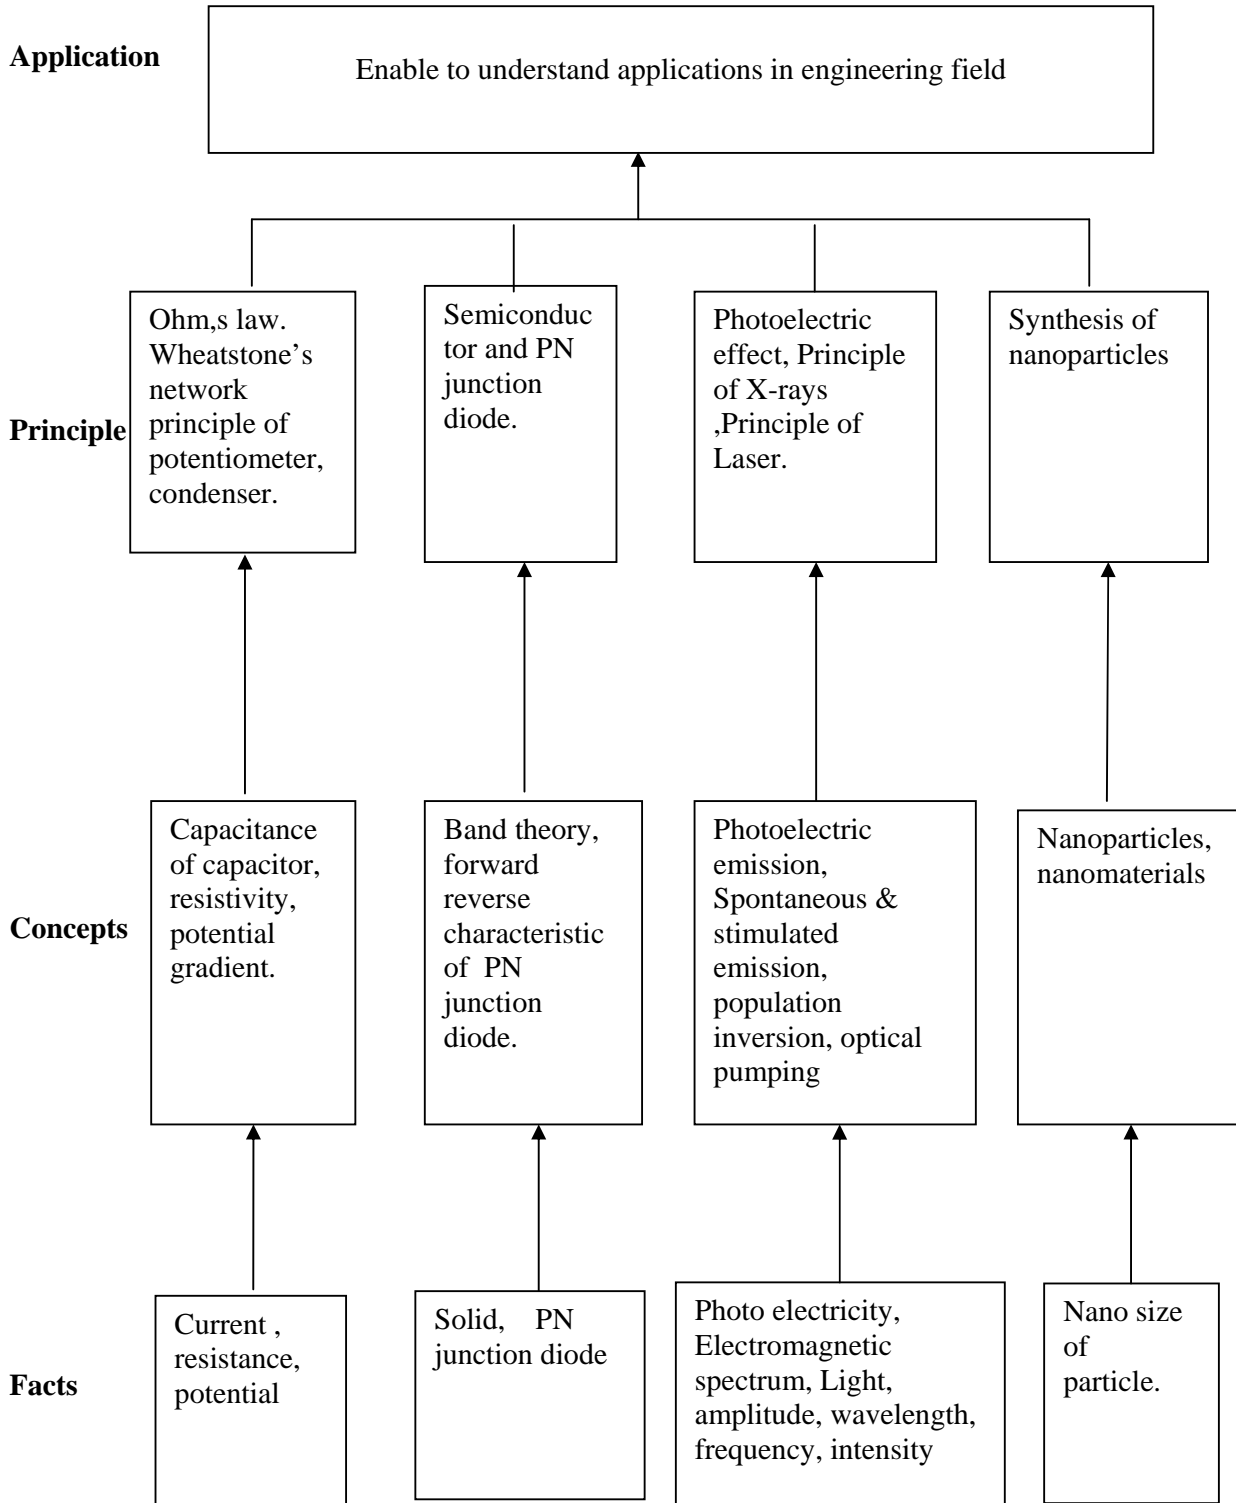 Application
Enable to understand applications in engineering field
Principle
Ohm,s law.
Wheatstone’s
network
principle of
potentiometer,
condenser.
Semiconduc
tor and PN
junction
diode.
Photoelectric
effect, Principle
of X-rays
,Principle of
Laser.
Synthesis of
nanoparticles
Concepts
Capacitance
of capacitor,
resistivity,
potential
gradient.
Band theory,
forward
reverse
characteristic
of PN
junction
diode.
Photoelectric
emission,
Spontaneous &
stimulated
emission,
population
inversion, optical
pumping
Nanoparticles,
nanomaterials
Facts
Current ,
resistance,
potential
Solid, PN
junction diode
Photo electricity,
Electromagnetic
spectrum, Light,
amplitude, wavelength,
frequency, intensity
Nano size
of
particle.